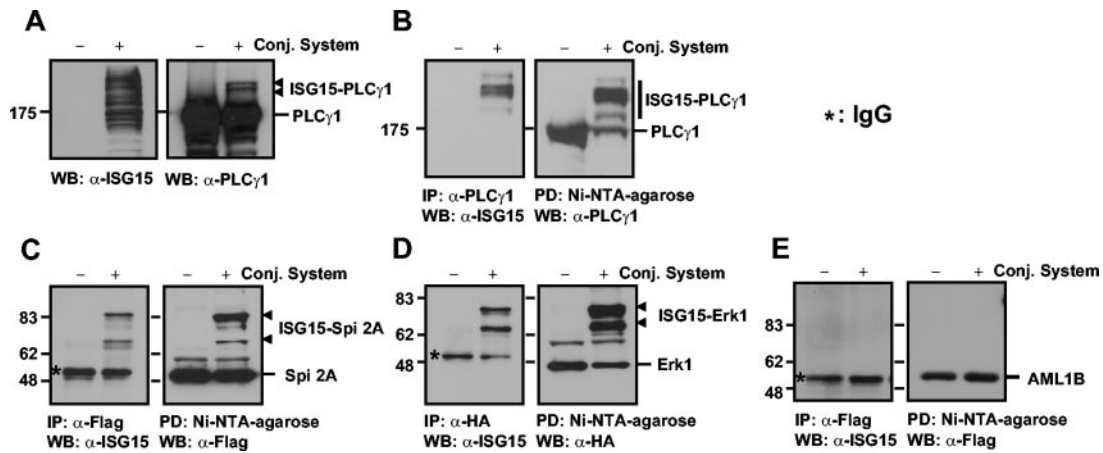 A
– + – + Conj. System
175
ISG15-PLCγ1
PLCγ1
WB: α-ISG15 WB: α-PLCγ1
B
– + – + Conj. System
175
ISG15-PLCγ1
PLCγ1
IP: α-PLCγ1 PD: Ni-NTA-agarose
WB: α-ISG15 WB: α-PLCγ1
*: IgG
C
– + – + Conj. System
83
62
48
*
ISG15-Spi 2A
Spi 2A
IP: α-Flag PD: Ni-NTA-agarose
WB: α-ISG15 WB: α-Flag
D
– + – + Conj. System
83
62
48
*
ISG15-Erk1
Erk1
IP: α-HA PD: Ni-NTA-agarose
WB: α-ISG15 WB: α-HA
E
– + – + Conj. System
83
62
48
*
AML1B
IP: α-Flag PD: Ni-NTA-agarose
WB: α-ISG15 WB: α-Flag